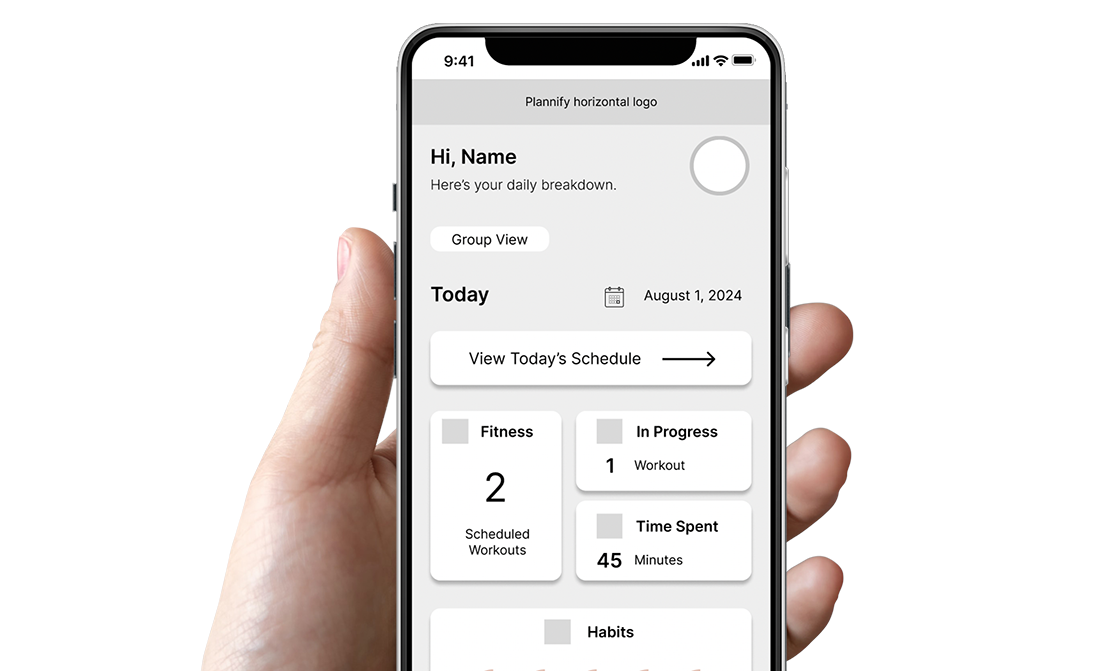 9:41
Plannify horizontal logo
Hi, Name
Here's your daily breakdown.
Group View
Today
August 1, 2024
View Today's Schedule
Fitness
2
Scheduled
Workouts
In Progress
1 Workout
Time Spent
45 Minutes
Habits